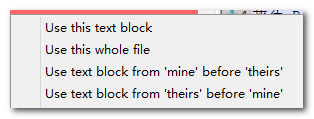 Use this text block
Use this whole file
Use text block from 'mine' before 'theirs'
Use text block from 'theirs' before 'mine'